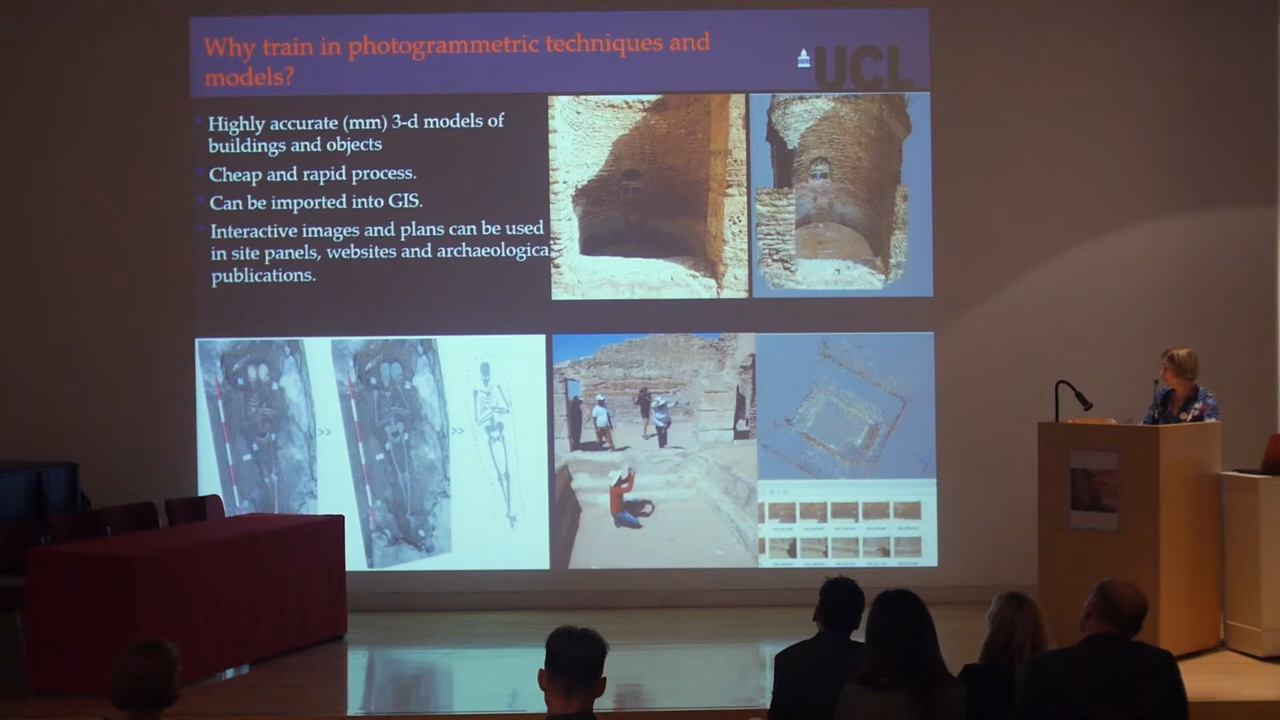 Why train in photogrammetric techniques and
models?
UCL
Highly accurate (mm) 3-d models of
buildings and objects
Cheap and rapid process.
Can be imported into GIS.
Interactive images and plans can be used
in site panels, websites and archaeologica
publications.
>>
>>